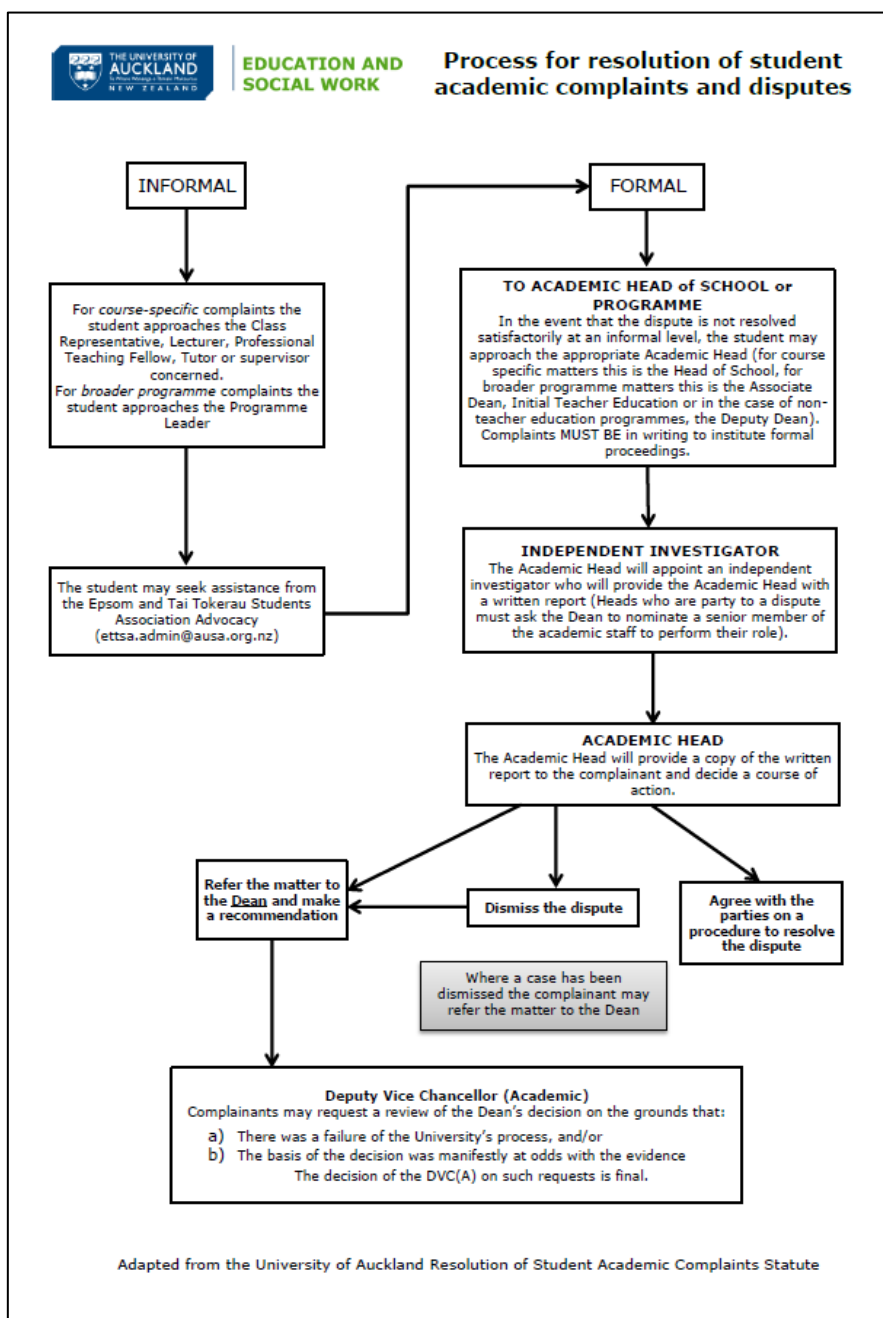 THE UNIVERSITY OF
AUCKLAND
NEW ZEALAND
EDUCATION AND
SOCIAL WORK
Process for resolution of student
academic complaints and disputes
INFORMAL
For course-specific complaints the
student approaches the Class
Representative, Lecturer, Professional
Teaching Fellow, Tutor or supervisor
concerned.
For broader programme complaints the
student approaches the Programme
Leader
The student may seek assistance from
the Epsom and Tai Tokerau Students
Association Advocacy
(ettsa.admin@ausa.org.nz)
FORMAL
TO ACADEMIC HEAD of SCHOOL or
PROGRAMME
In the event that the dispute is not resolved
satisfactorily at an informal level, the student may
approach the appropriate Academic Head (for course
specific matters this is the Head of School, for
broader programme matters this is the Associate
Dean, Initial Teacher Education or in the case of non-
teacher education programmes, the Deputy Dean).
Complaints MUST BE in writing to institute formal
proceedings.
INDEPENDENT INVESTIGATOR
The Academic Head will appoint an independent
investigator who will provide the Academic Head with
a written report (Heads who are party to a dispute
must ask the Dean to nominate a senior member of
the academic staff to perform their role).
ACADEMIC HEAD
The Academic Head will provide a copy of the written
report to the complainant and decide a course of
action.
Refer the matter to
the Dean and make
a recommendation
Dismiss the dispute
Agree with the
parties on a
procedure to resolve
the dispute
Where a case has been
dismissed the complainant may
refer the matter to the Dean
Deputy Vice Chancellor (Academic)
Complainants may request a review of the Dean's decision on the grounds that:
a) There was a failure of the University's process, and/or
b) The basis of the decision was manifestly at odds with the evidence
The decision of the DVC(A) on such requests is final.
Adapted from the University of Auckland Resolution of Student Academic Complaints Statute